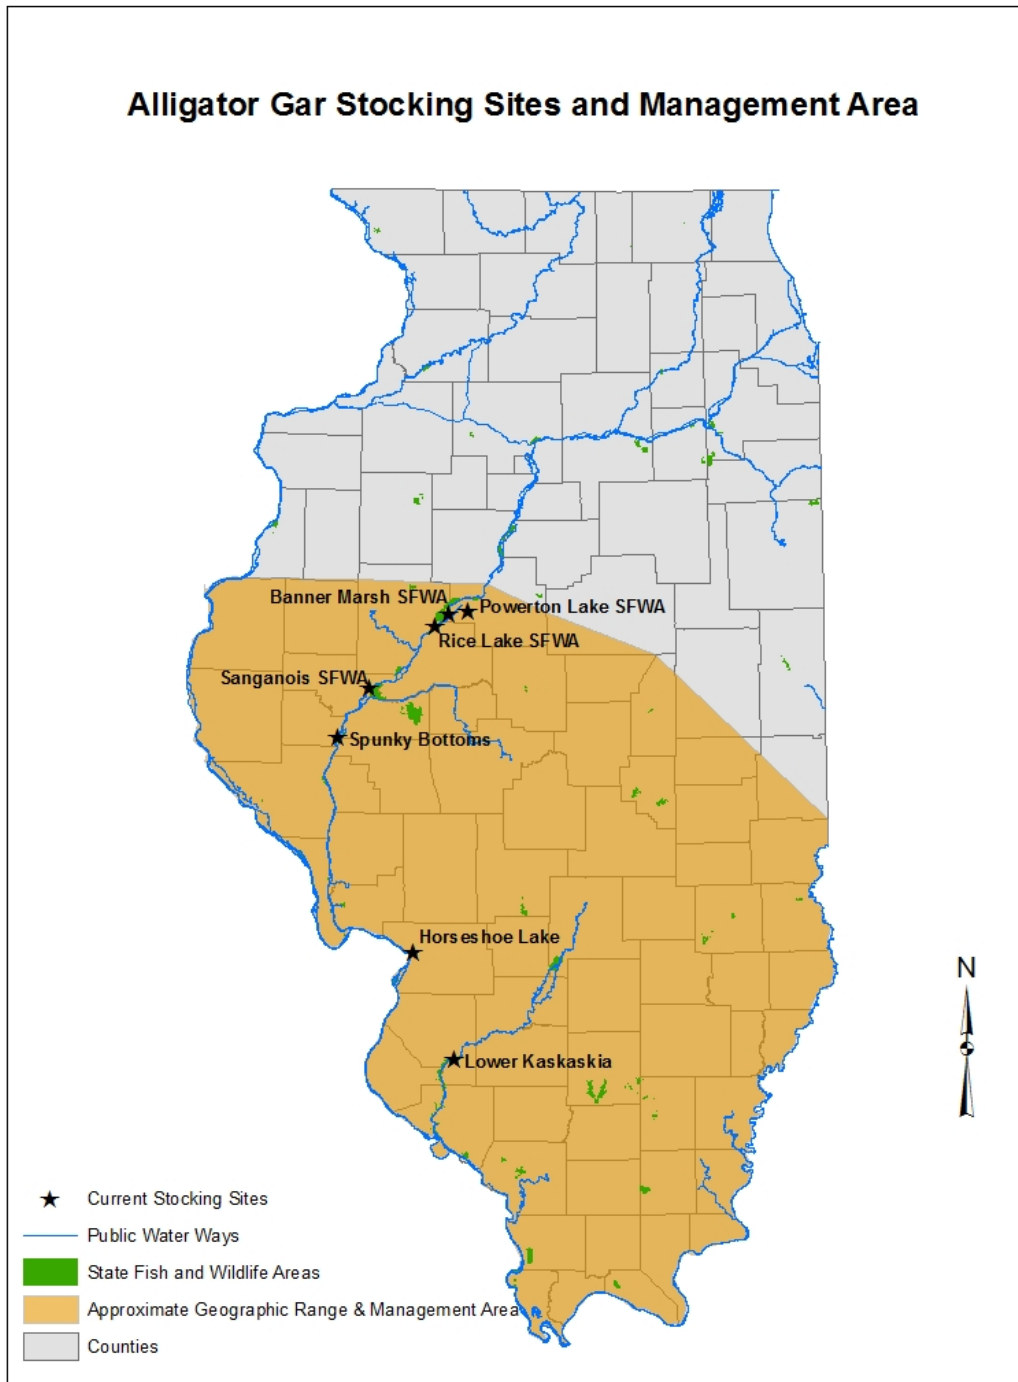 Alligator Gar Stocking Sites and Management Area
Banner Marsh SFWA
Powerton Lake SFWA
Rice Lake SFWA
Sanganois SFWA
Spunky Bottoms
Horseshoe Lake
N
Lower Kaskaskia
Current Stocking Sites
Public Water Ways
State Fish and Wildlife Areas
Approximate Geographic Range & Management Area
Counties